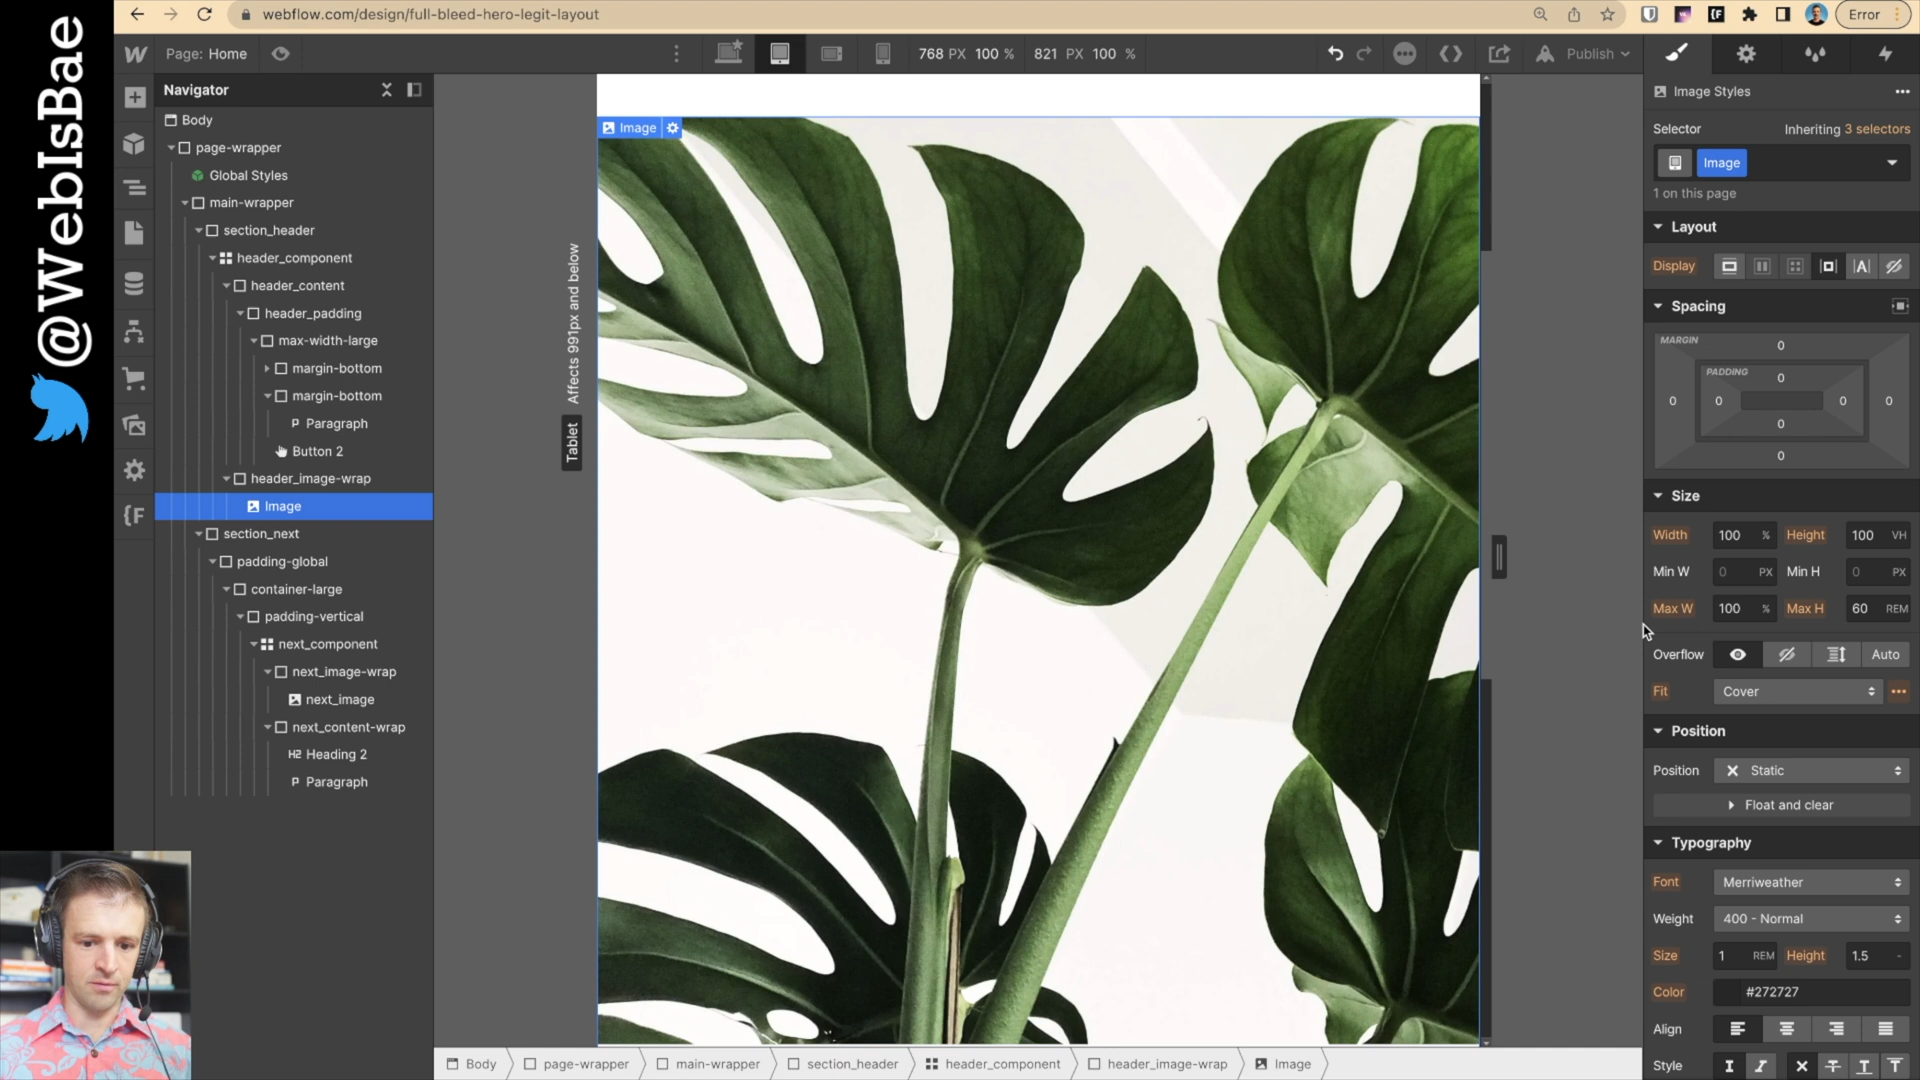 webflow.com/design/full-bleed-hero-legit-layout
Error
@WebIsBae
Page: Home
768 PX 100 % 821 PX 100 %
Publish
Navigator
Body
page-wrapper
Global Styles
main-wrapper
section_header
header_component
header_content
header_padding
max-width-large
margin-bottom
margin-bottom
P Paragraph
Button 2
header_image-wrap
Image
section_next
padding-global
container-large
padding-vertical
next_component
next_image-wrap
next_image
next_content-wrap
H2 Heading 2
P Paragraph
Affects 991px and below
Tablet
Image
Image Styles
Selector Inheriting 3 selectors
Image
1 on this page
Layout
Display
Spacing
MARGIN
0
PADDING
0
0 0 0 0
0
0
Size
Width 100 % Height 100 VH
Min W 0 PX Min H 0 PX
Max W 100 % Max H 60 REM
Overflow Auto
Fit Cover
Position
Position Static
Float and clear
Typography
Font Merriweather
Weight 400 - Normal
Size 1 REM Height 1.5 -
Color #272727
Align
Style
Body page-wrapper main-wrapper section_header header_component header_image-wrap Image